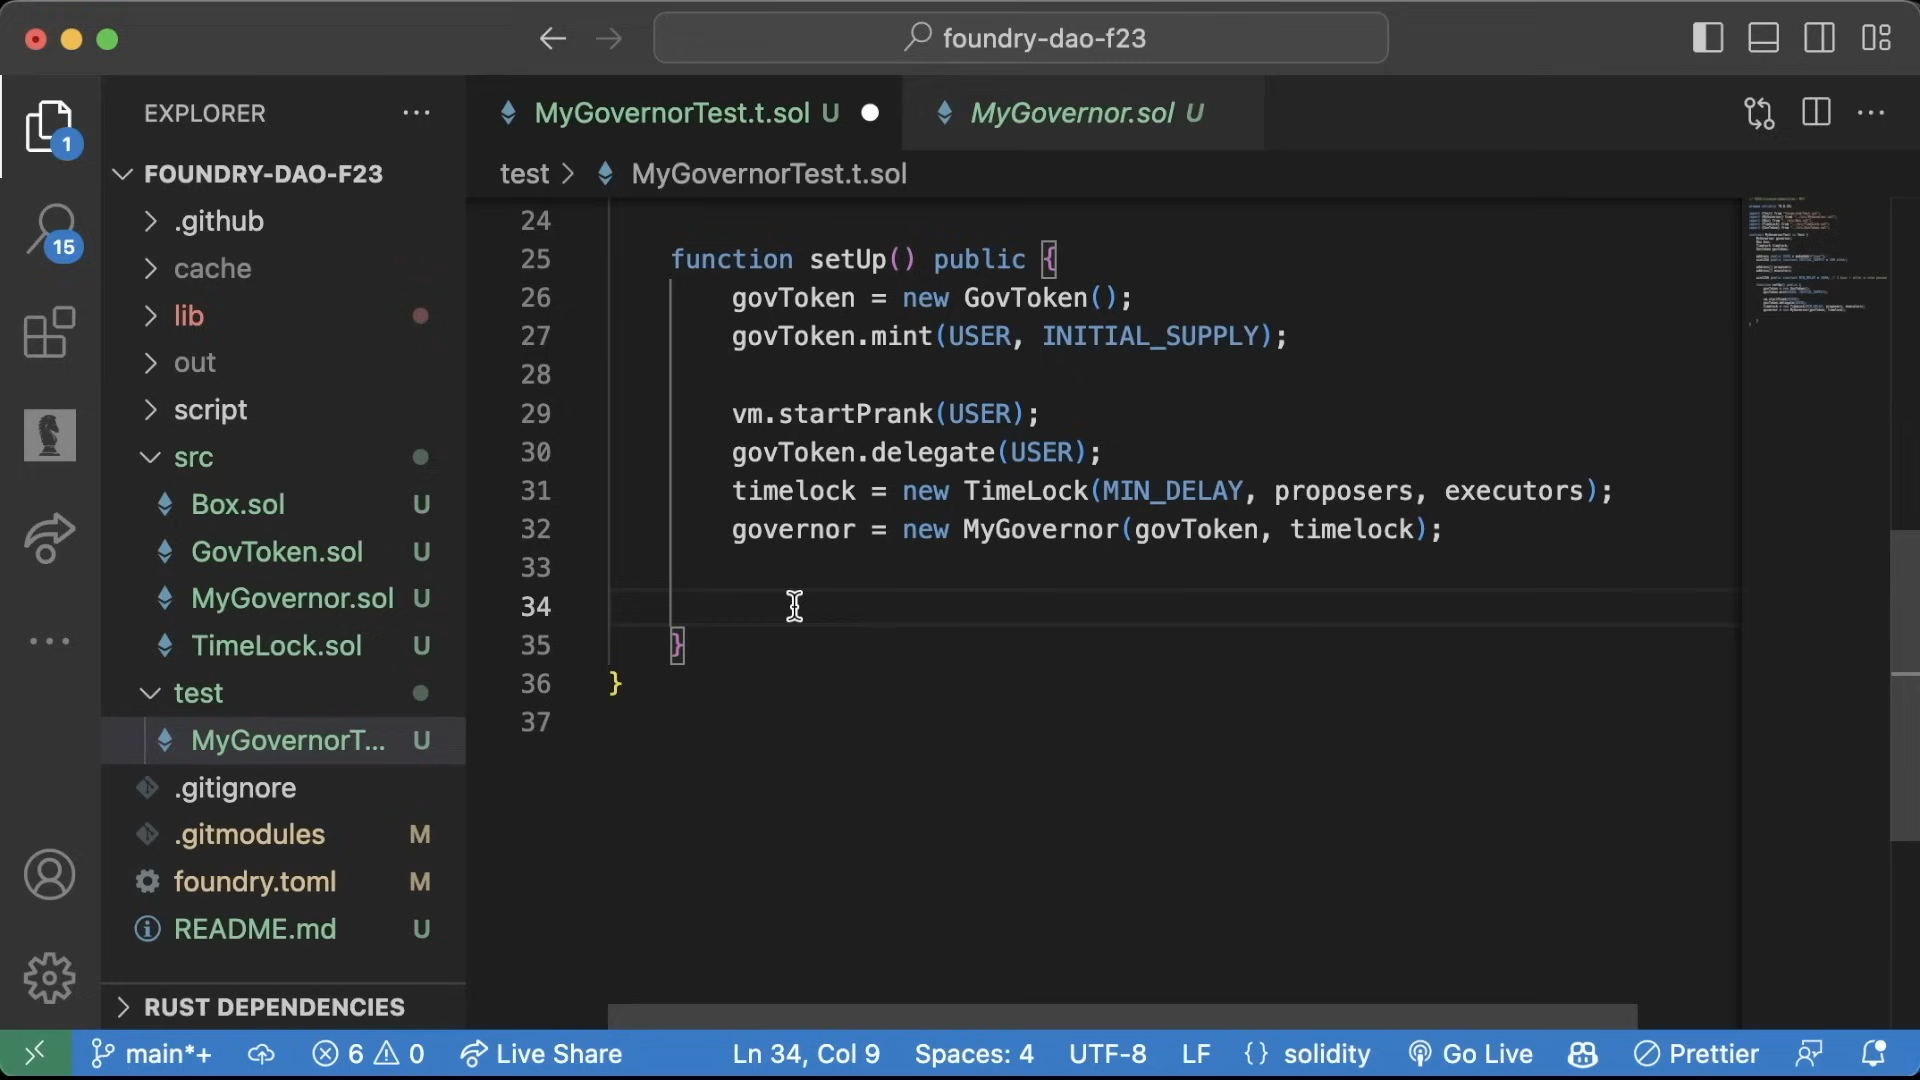 foundry-dao-f23
EXPLORER
MyGovernorTest.t.sol U
MyGovernor.sol U
1
FOUNDRY-DAO-F23
test > MyGovernorTest.t.sol
15
.github
cache
lib
out
script
src
Box.sol U
GovToken.sol U
MyGovernor.sol U
TimeLock.sol U
test
MyGovernorT... U
.gitignore
.gitmodules M
foundry.toml M
README.md U
RUST DEPENDENCIES
24
25 function setUp() public {
26 govToken = new GovToken();
27 govToken.mint(USER, INITIAL_SUPPLY);
28
29 vm.startPrank(USER);
30 govToken.delegate(USER);
31 timelock = new TimeLock(MIN_DELAY, proposers, executors);
32 governor = new MyGovernor(govToken, timelock);
33
34
35 }
36 }
37
main*+ 6 0 Live Share Ln 34, Col 9 Spaces: 4 UTF-8 LF {} solidity Go Live Prettier